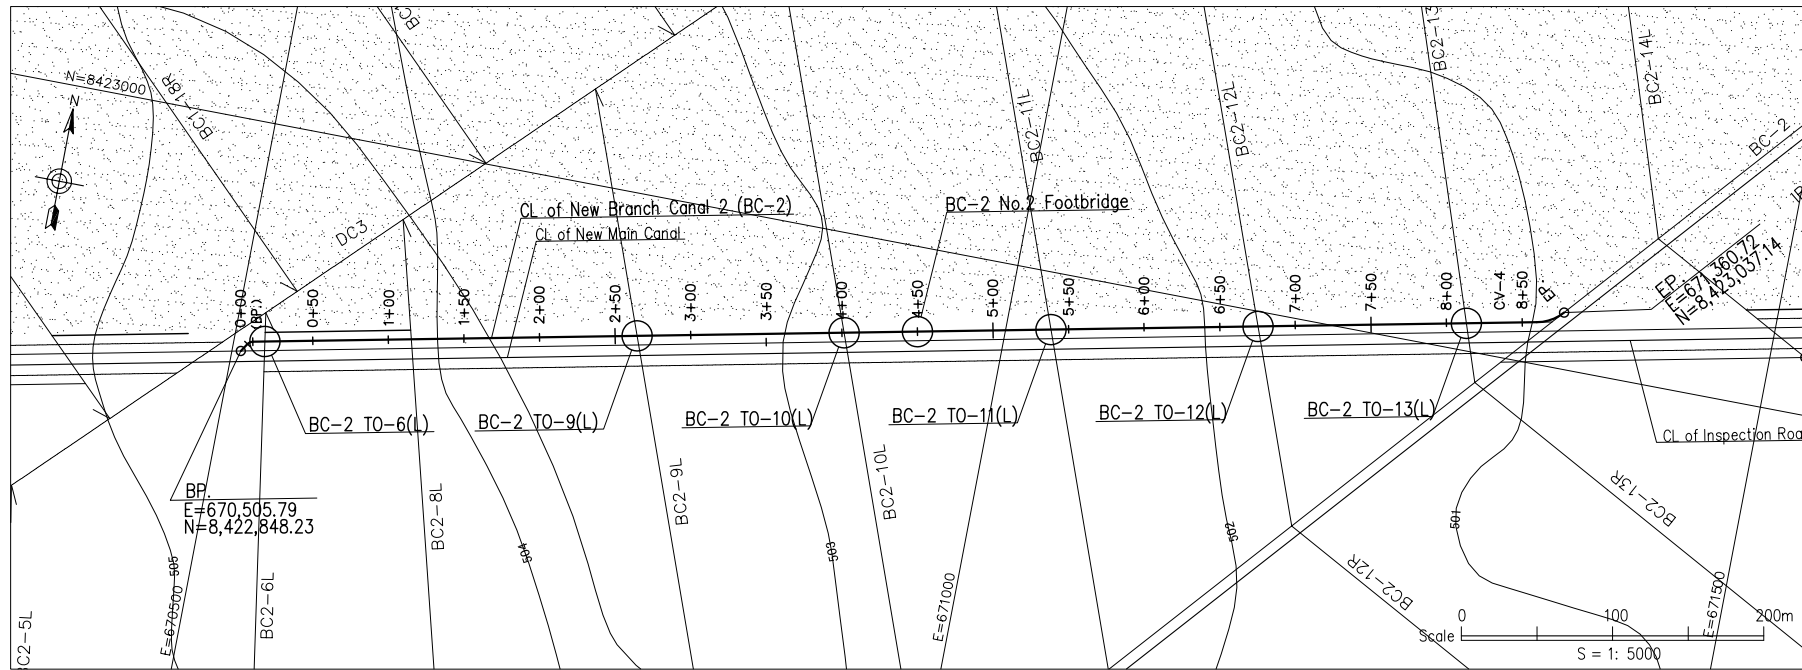 N=8423000
N
BC1-18R
BC1
DC3
CL of New Branch Canal 2 (BC-2)
CL of New Main Canal
BC-2 No.2 Footbridge
BC2-11L
BC2-12L
BC2-13
BC2-14L
BC-2
EP.
E=671,360.72
N=8,423,037.14
0+00
(BP.)
0+50
1+00
1+50
2+00
2+50
3+00
3+50
4+00
4+50
5+00
5+50
6+00
6+50
7+00
7+50
8+00
CV-4
8+50
EP
BC-2 TO-6(L)
BC-2 TO-9(L)
BC-2 TO-10(L)
BC-2 TO-11(L)
BC-2 TO-12(L)
BC-2 TO-13(L)
CL of Inspection Roa
BP.
E=670,505.79
N=8,422,848.23
BC2-5L
E=670500
505
BC2-6L
BC2-8L
504
BC2-9L
503
BC2-10L
E=671000
502
BC2-12R
501
BC2-13R
E=671500
0
100
200m
Scale
S = 1: 5000